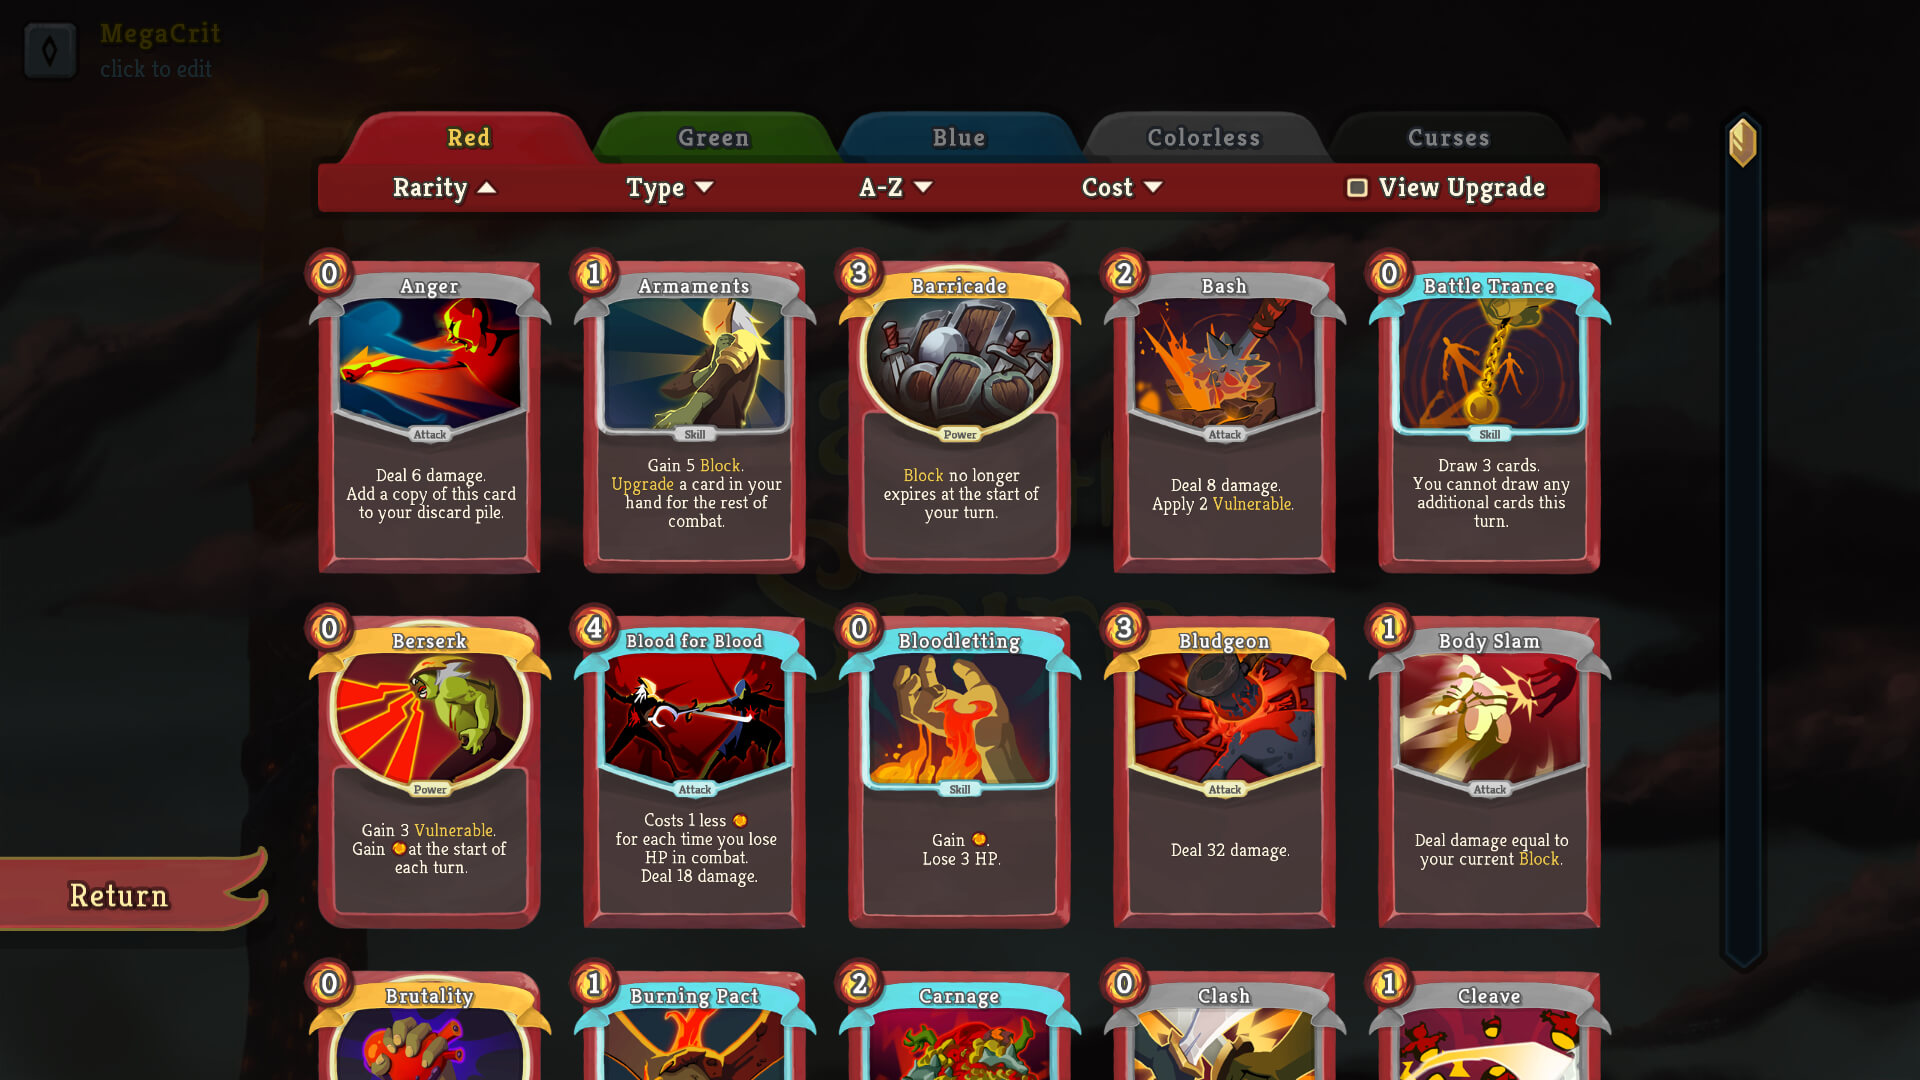 MegaCrit
click to edit
Red
Green
Blue
Colorless
Curses
Rarity
Type
A-Z
Cost
View Upgrade
0
Anger
Attack
Deal 6 damage.
Add a copy of this card
to your discard pile.
1
Armaments
Skill
Gain 5 Block.
Upgrade a card in your
hand for the rest of
combat.
3
Barricade
Power
Block no longer
expires at the start of
your turn.
2
Bash
Attack
Deal 8 damage.
Apply 2 Vulnerable.
0
Battle Trance
Skill
Draw 3 cards.
You cannot draw any
additional cards this
turn.
0
Berserk
Power
Gain 3 Vulnerable.
Gain at the start of
each turn.
4
Blood for Blood
Attack
Costs 1 less
for each time you lose
HP in combat.
Deal 18 damage.
0
Bloodletting
Skill
Gain .
Lose 3 HP.
3
Bludgeon
Attack
Deal 32 damage.
1
Body Slam
Attack
Deal damage equal to
your current Block.
Return
0
Brutality
1
Burning Pact
2
Carnage
0
Clash
1
Cleave